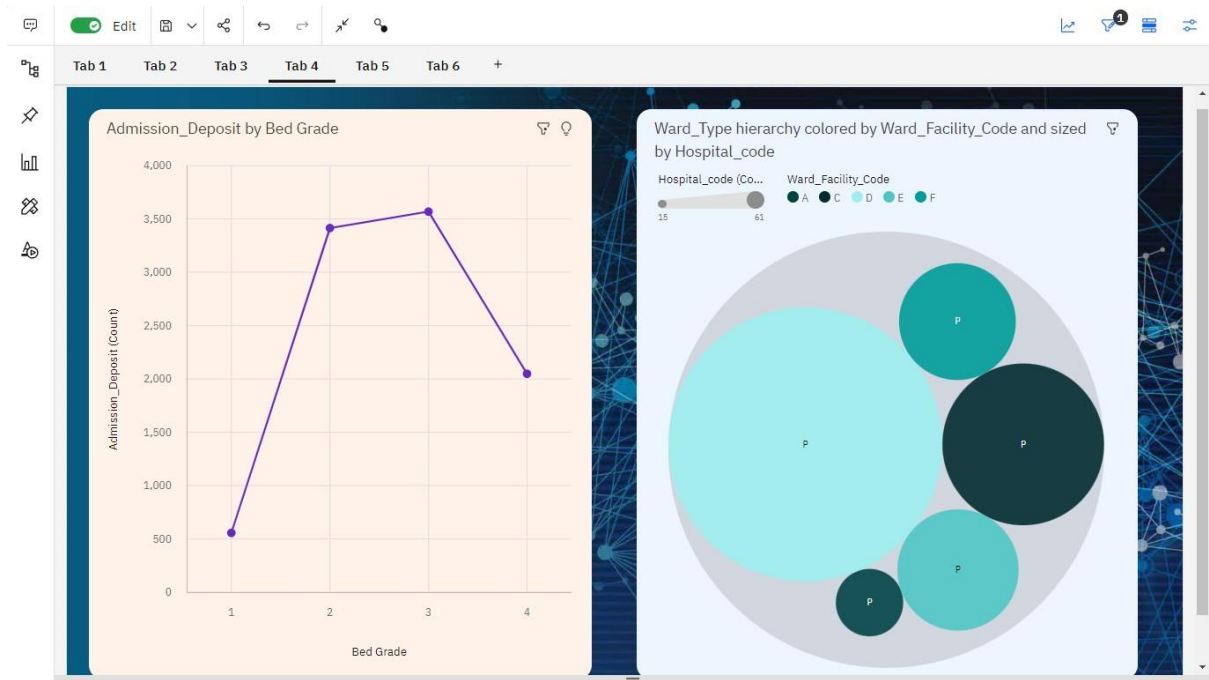 Edit
1
Tab 1 Tab 2 Tab 3 Tab 4 Tab 5 Tab 6 +
Admission_Deposit by Bed Grade
4,000
3,500
3,000
2,500
2,000
1,500
1,000
500
0
Admission_Deposit (Count)
1 2 3 4
Bed Grade
Ward_Type hierarchy colored by Ward_Facility_Code and sized
by Hospital_code
Hospital_code (Co... Ward_Facility_Code
A C D E F
15 61
P
P
P
P
P